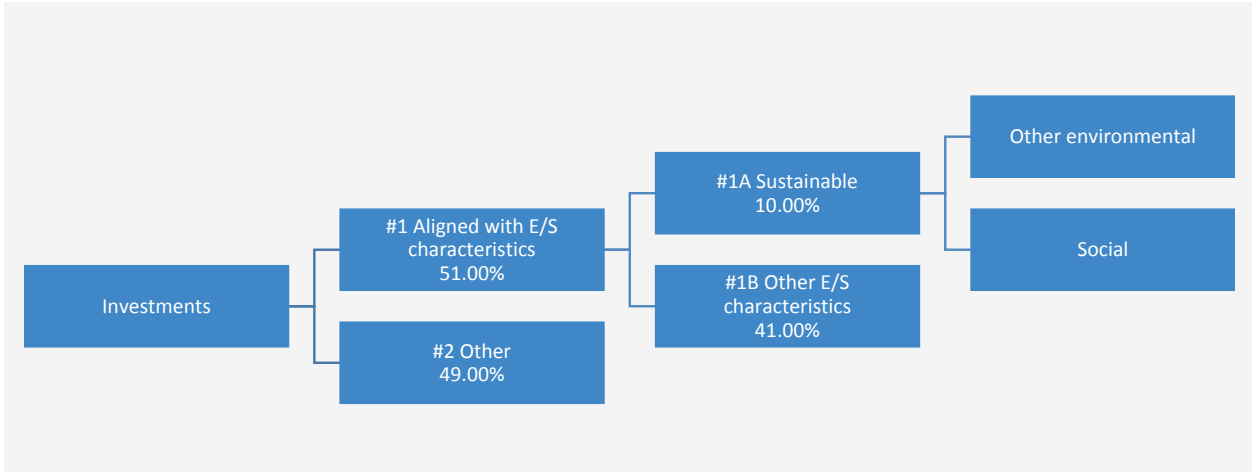 Investments
#1 Aligned with E/S
characteristics
51.00%
#2 Other
49.00%
#1A Sustainable
10.00%
#1B Other E/S
characteristics
41.00%
Other environmental
Social